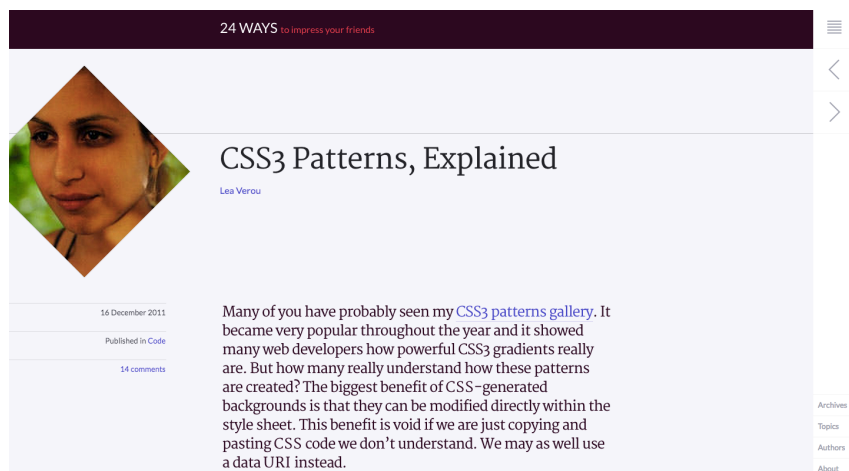 24 WAYS to impress your friends
CSS3 Patterns, Explained
Lea Verou
16 December 2011
Published in Code
14 comments
Many of you have probably seen my CSS3 patterns gallery. It
became very popular throughout the year and it showed
many web developers how powerful CSS3 gradients really
are. But how many really understand how these patterns
are created? The biggest benefit of CSS-generated
backgrounds is that they can be modified directly within the
style sheet. This benefit is void if we are just copying and
pasting CSS code we don’t understand. We may as well use
a data URI instead.
Archives
Topics
Authors
About